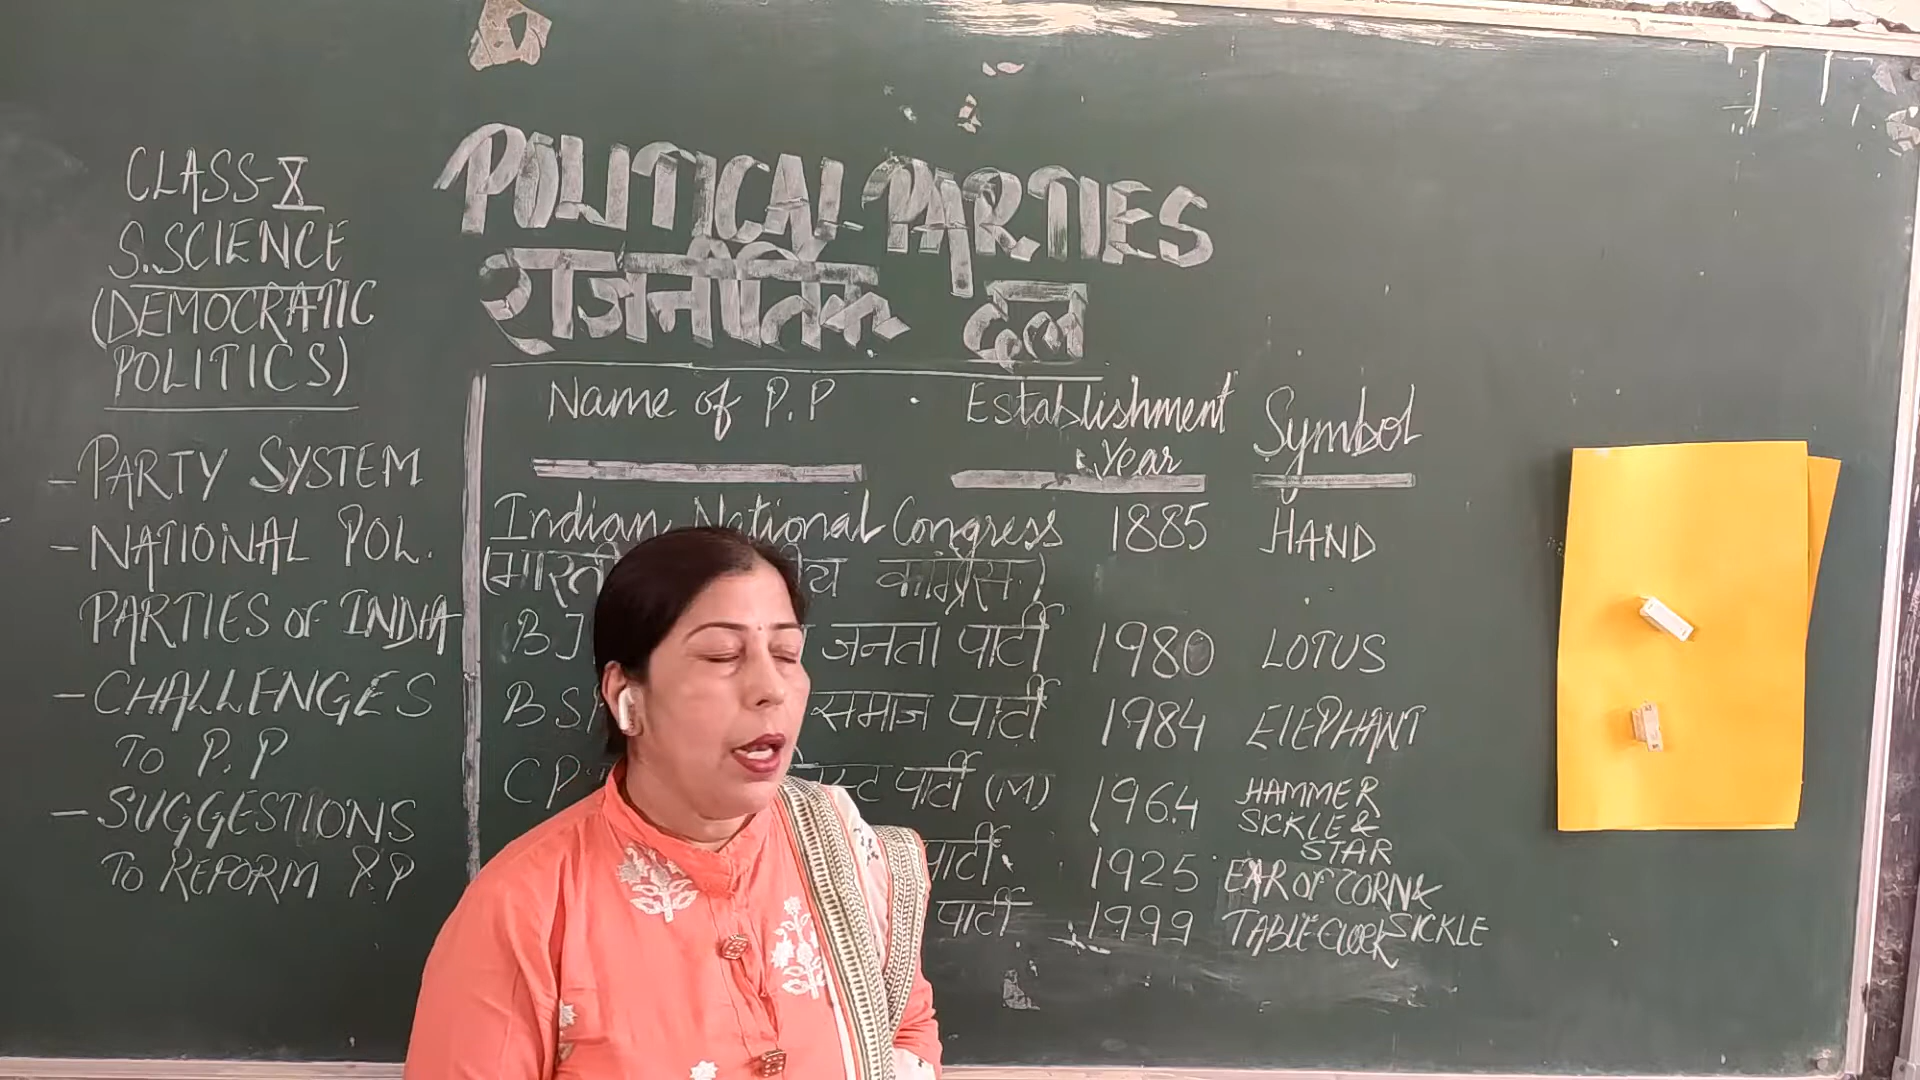 CLASS-X
S.SCIENCE
(DEMOCRATIC
POLITICS)
- PARTY SYSTEM
- NATIONAL POL.
PARTIES OF INDIA
- CHALLENGES
TO P.P
- SUGGESTIONS
TO REFORM P.P
POLITICAL PARTIES
राजनीतिक दल
Name of P.P Establishment Year Symbol
Indian National Congress 1885 HAND
कांग्रेस)
जनता पार्टी 1980 LOTUS
समाज पार्टी 1984 ElEPHANT
पार्टी (M) 1964 HAMMER
SICKLE &
STAR
पार्टी 1925 EAR OF CORN &
SICKLE
पार्टी 1999 TABLE CLOCK